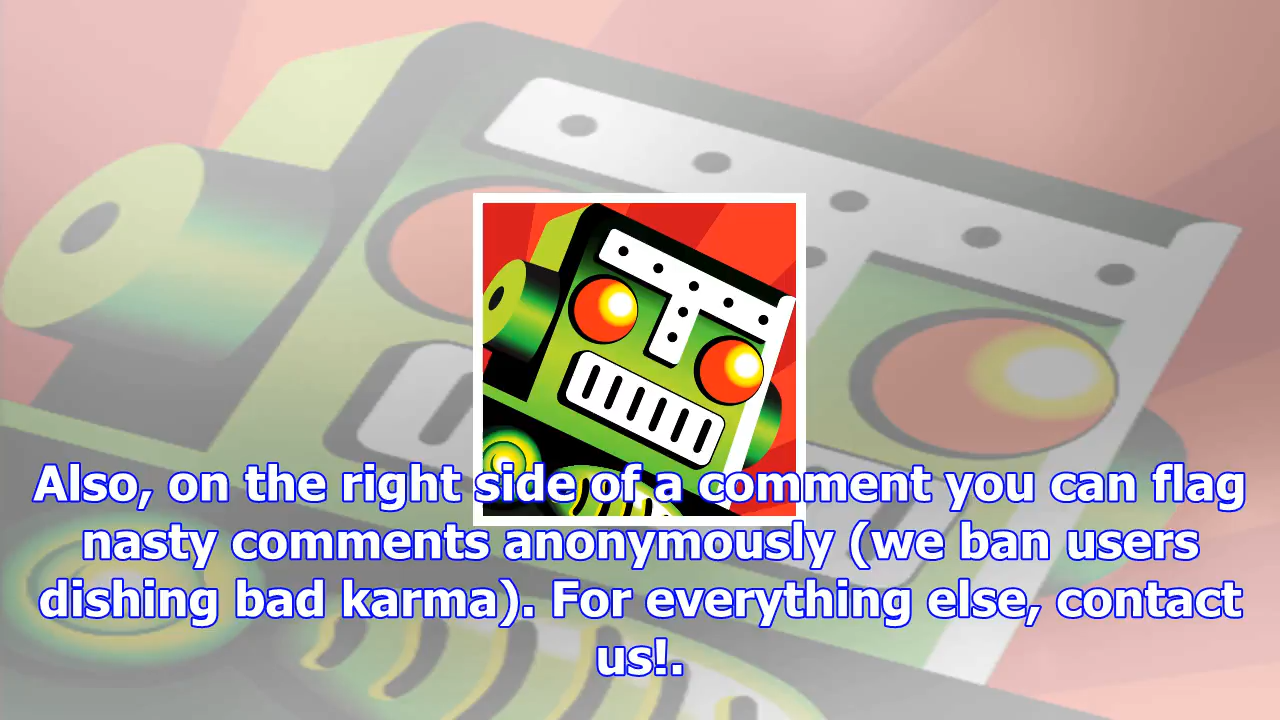 Also, on the right side of a comment you can flag
nasty comments anonymously (we ban users
dishing bad karma). For everything else, contact
us!.